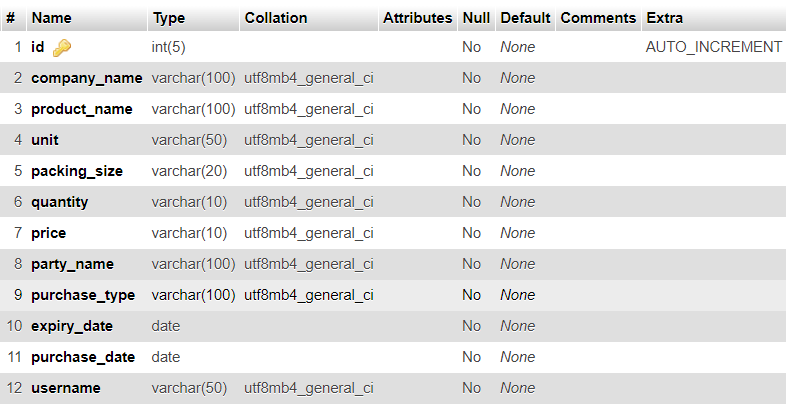 # Name Type Collation Attributes Null Default Comments Extra
1 id int(5) No None AUTO_INCREMENT
2 company_name varchar(100) utf8mb4_general_ci No None
3 product_name varchar(100) utf8mb4_general_ci No None
4 unit varchar(50) utf8mb4_general_ci No None
5 packing_size varchar(20) utf8mb4_general_ci No None
6 quantity varchar(10) utf8mb4_general_ci No None
7 price varchar(10) utf8mb4_general_ci No None
8 party_name varchar(100) utf8mb4_general_ci No None
9 purchase_type varchar(100) utf8mb4_general_ci No None
10 expiry_date date No None
11 purchase_date date No None
12 username varchar(50) utf8mb4_general_ci No None